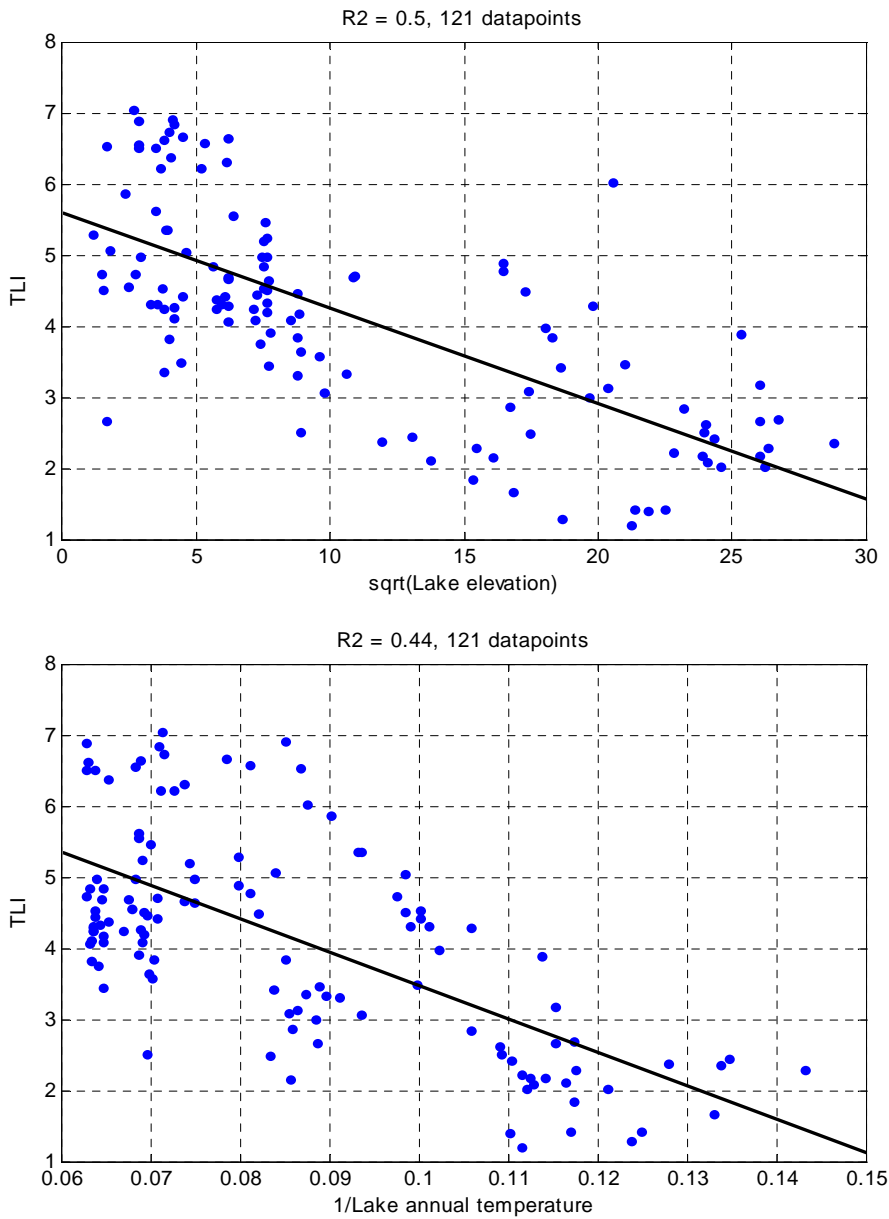 R2 = 0.5, 121 datapoints
8
7
6
5
4
3
2
1
TLI
0 5 10 15 20 25 30
sqrt(Lake elevation)
R2 = 0.44, 121 datapoints
8
7
6
5
4
3
2
1
TLI
0.06 0.07 0.08 0.09 0.1 0.11 0.12 0.13 0.14 0.15
1/Lake annual temperature